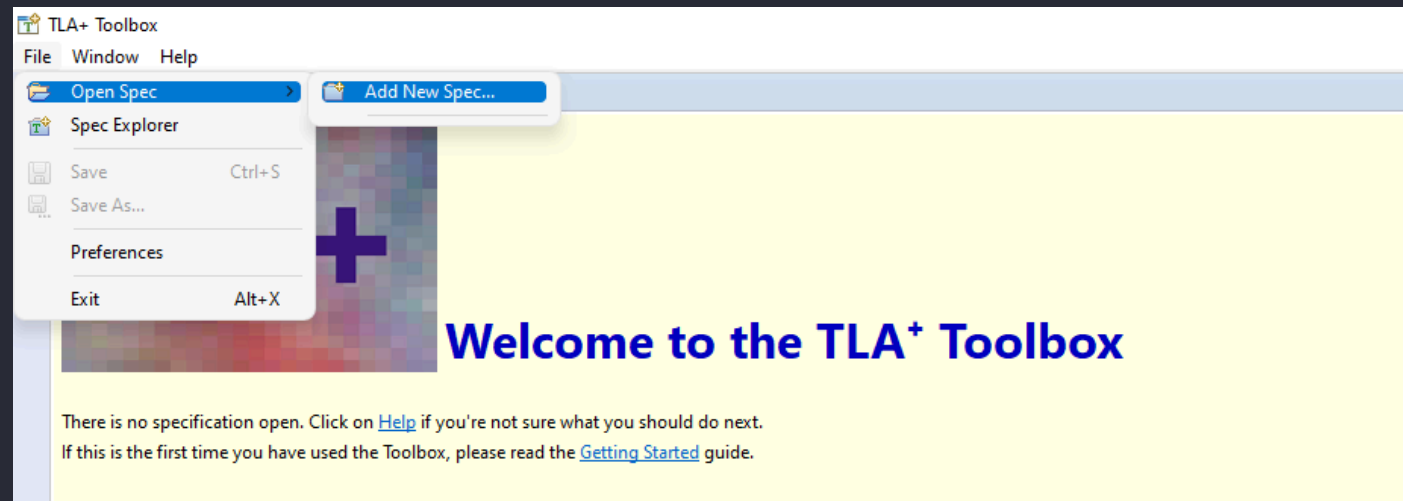 TLA+ Toolbox
File Window Help
Open Spec
Add New Spec...
Spec Explorer
Save Ctrl+S
Save As...
Preferences
Exit Alt+X
+
Welcome to the TLA⁺ Toolbox
There is no specification open. Click on Help if you're not sure what you should do next.
If this is the first time you have used the Toolbox, please read the Getting Started guide.